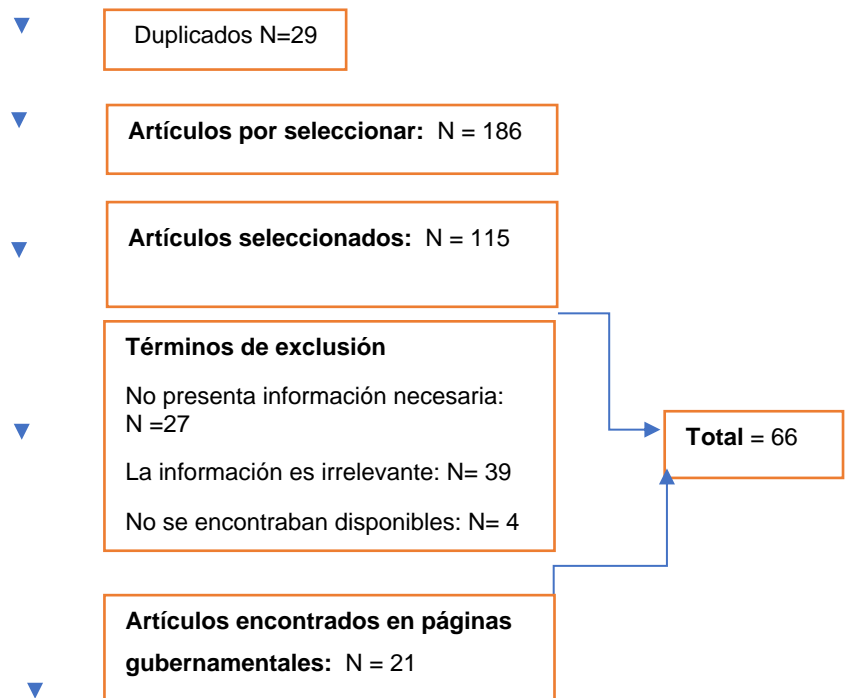 Duplicados N=29
Artículos por seleccionar: N = 186
Artículos seleccionados: N = 115
Términos de exclusión
No presenta información necesaria:
N =27
La información es irrelevante: N= 39
No se encontraban disponibles: N= 4
Total = 66
Artículos encontrados en páginas
gubernamentales: N = 21